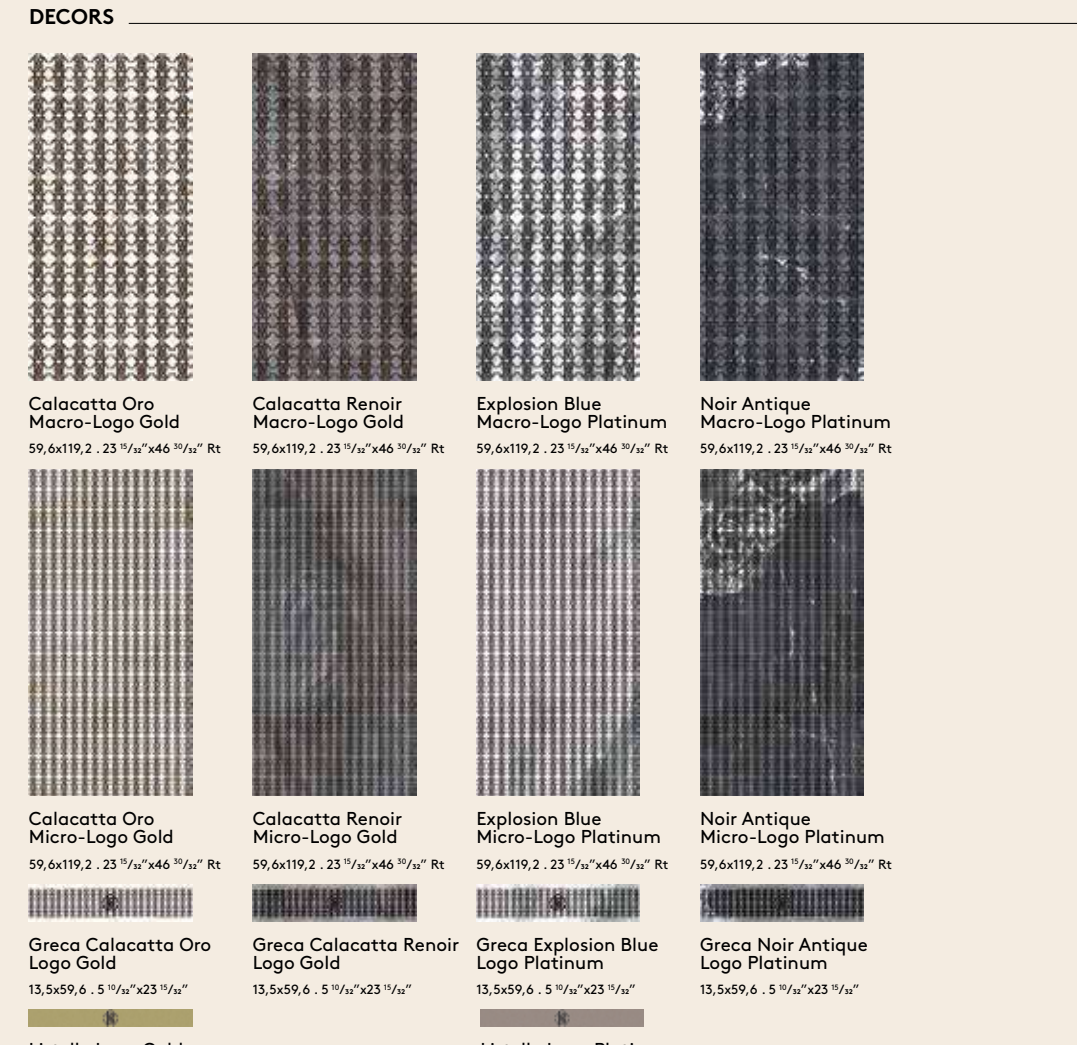 DECORS
Calacatta Oro
Macro-Logo Gold
59,6x119,2 . 23 ¹⁵/₃₂”x46 ³⁰/₃₂” Rt
Calacatta Renoir
Macro-Logo Gold
59,6x119,2 . 23 ¹⁵/₃₂”x46 ³⁰/₃₂” Rt
Explosion Blue
Macro-Logo Platinum
59,6x119,2 . 23 ¹⁵/₃₂”x46 ³⁰/₃₂” Rt
Noir Antique
Macro-Logo Platinum
59,6x119,2 . 23 ¹⁵/₃₂”x46 ³⁰/₃₂” Rt
Calacatta Oro
Micro-Logo Gold
59,6x119,2 . 23 ¹⁵/₃₂”x46 ³⁰/₃₂” Rt
Calacatta Renoir
Micro-Logo Gold
59,6x119,2 . 23 ¹⁵/₃₂”x46 ³⁰/₃₂” Rt
Explosion Blue
Micro-Logo Platinum
59,6x119,2 . 23 ¹⁵/₃₂”x46 ³⁰/₃₂” Rt
Noir Antique
Micro-Logo Platinum
59,6x119,2 . 23 ¹⁵/₃₂”x46 ³⁰/₃₂” Rt
Greca Calacatta Oro
Logo Gold
13,5x59,6 . 5 ¹⁰/₃₂”x23 ¹⁵/₃₂”
Greca Calacatta Renoir
Logo Gold
13,5x59,6 . 5 ¹⁰/₃₂”x23 ¹⁵/₃₂”
Greca Explosion Blue
Logo Platinum
13,5x59,6 . 5 ¹⁰/₃₂”x23 ¹⁵/₃₂”
Greca Noir Antique
Logo Platinum
13,5x59,6 . 5 ¹⁰/₃₂”x23 ¹⁵/₃₂”